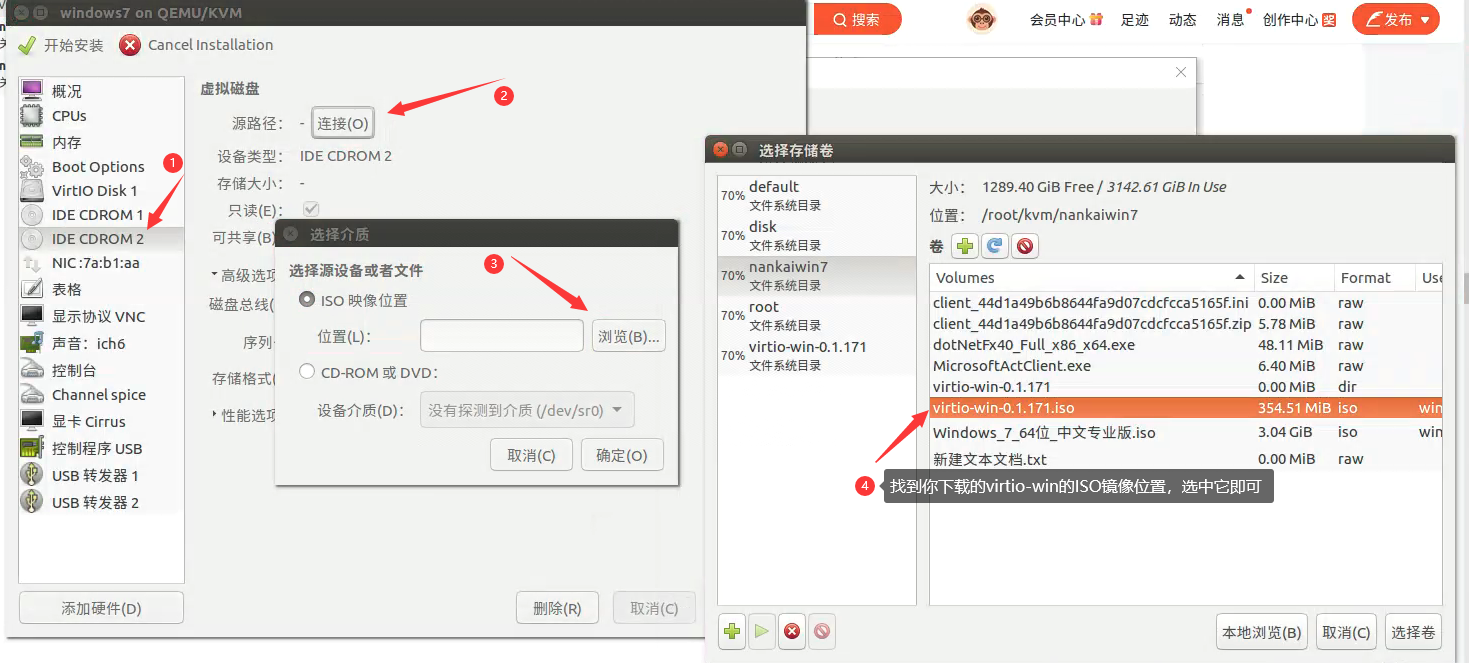 windows7 on QEMU/KVM
开始安装
Cancel Installation
概况
CPUs
内存
Boot Options
VirtIO Disk 1
IDE CDROM 1
IDE CDROM 2
NIC :7a:b1:aa
表格
显示协议 VNC
声音：ich6
控制台
Channel spice
显卡 Cirrus
控制程序 USB
USB 转发器 1
USB 转发器 2
添加硬件(D)
虚拟磁盘
源路径： - 连接(O)
设备类型： IDE CDROM 2
存储大小： -
只读(E)：
可共享(B)
高级选项
磁盘总线(
序列
存储格式(
性能选项
删除(R)
取消(C)
1
2
选择介质
选择源设备或者文件
3
ISO 映像位置
位置(L)：
浏览(B)...
CD-ROM 或 DVD：
设备介质(D)： 没有探测到介质 (/dev/sr0)
取消(C)
确定(O)
搜索
会员中心
足迹
动态
消息
创作中心
奖
发布
选择存储卷
70% default
文件系统目录
70% disk
文件系统目录
70% nankaiwin7
文件系统目录
70% root
文件系统目录
70% virtio-win-0.1.171
文件系统目录
大小： 1289.40 GiB Free / 3142.61 GiB In Use
位置： /root/kvm/nankaiwin7
卷
Volumes Size Format Use
client_44d1a49b6b8644fa9d07cdcfcca5165f.ini 0.00 MiB raw
client_44d1a49b6b8644fa9d07cdcfcca5165f.zip 5.78 MiB raw
dotNetFx40_Full_x86_x64.exe 48.11 MiB raw
MicrosoftActClient.exe 6.40 MiB raw
virtio-win-0.1.171 0.00 MiB dir
virtio-win-0.1.171.iso 354.51 MiB iso win
Windows_7_64位_中文专业版.iso 3.04 GiB iso win
新建文本文档.txt 0.00 MiB raw
4
找到你下载的virtio-win的ISO镜像位置，选中它即可
本地浏览(B)
取消(C)
选择卷